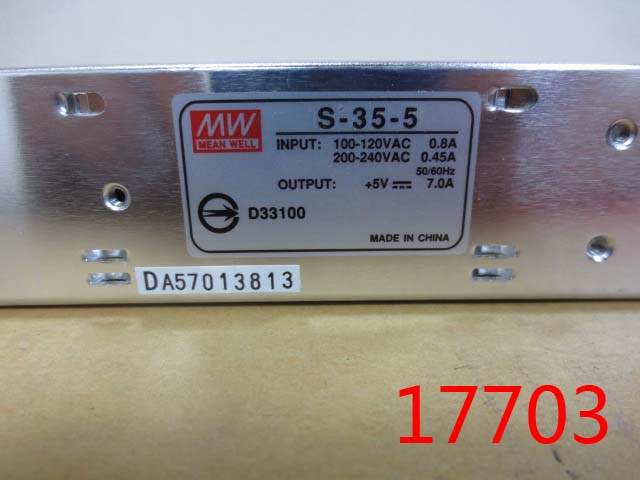 MW
MEAN WELL
S-35-5
INPUT: 100-120VAC 0.8A
200-240VAC 0.45A
50/60Hz
OUTPUT: +5V 7.0A
D33100
MADE IN CHINA
DA57013813
17703